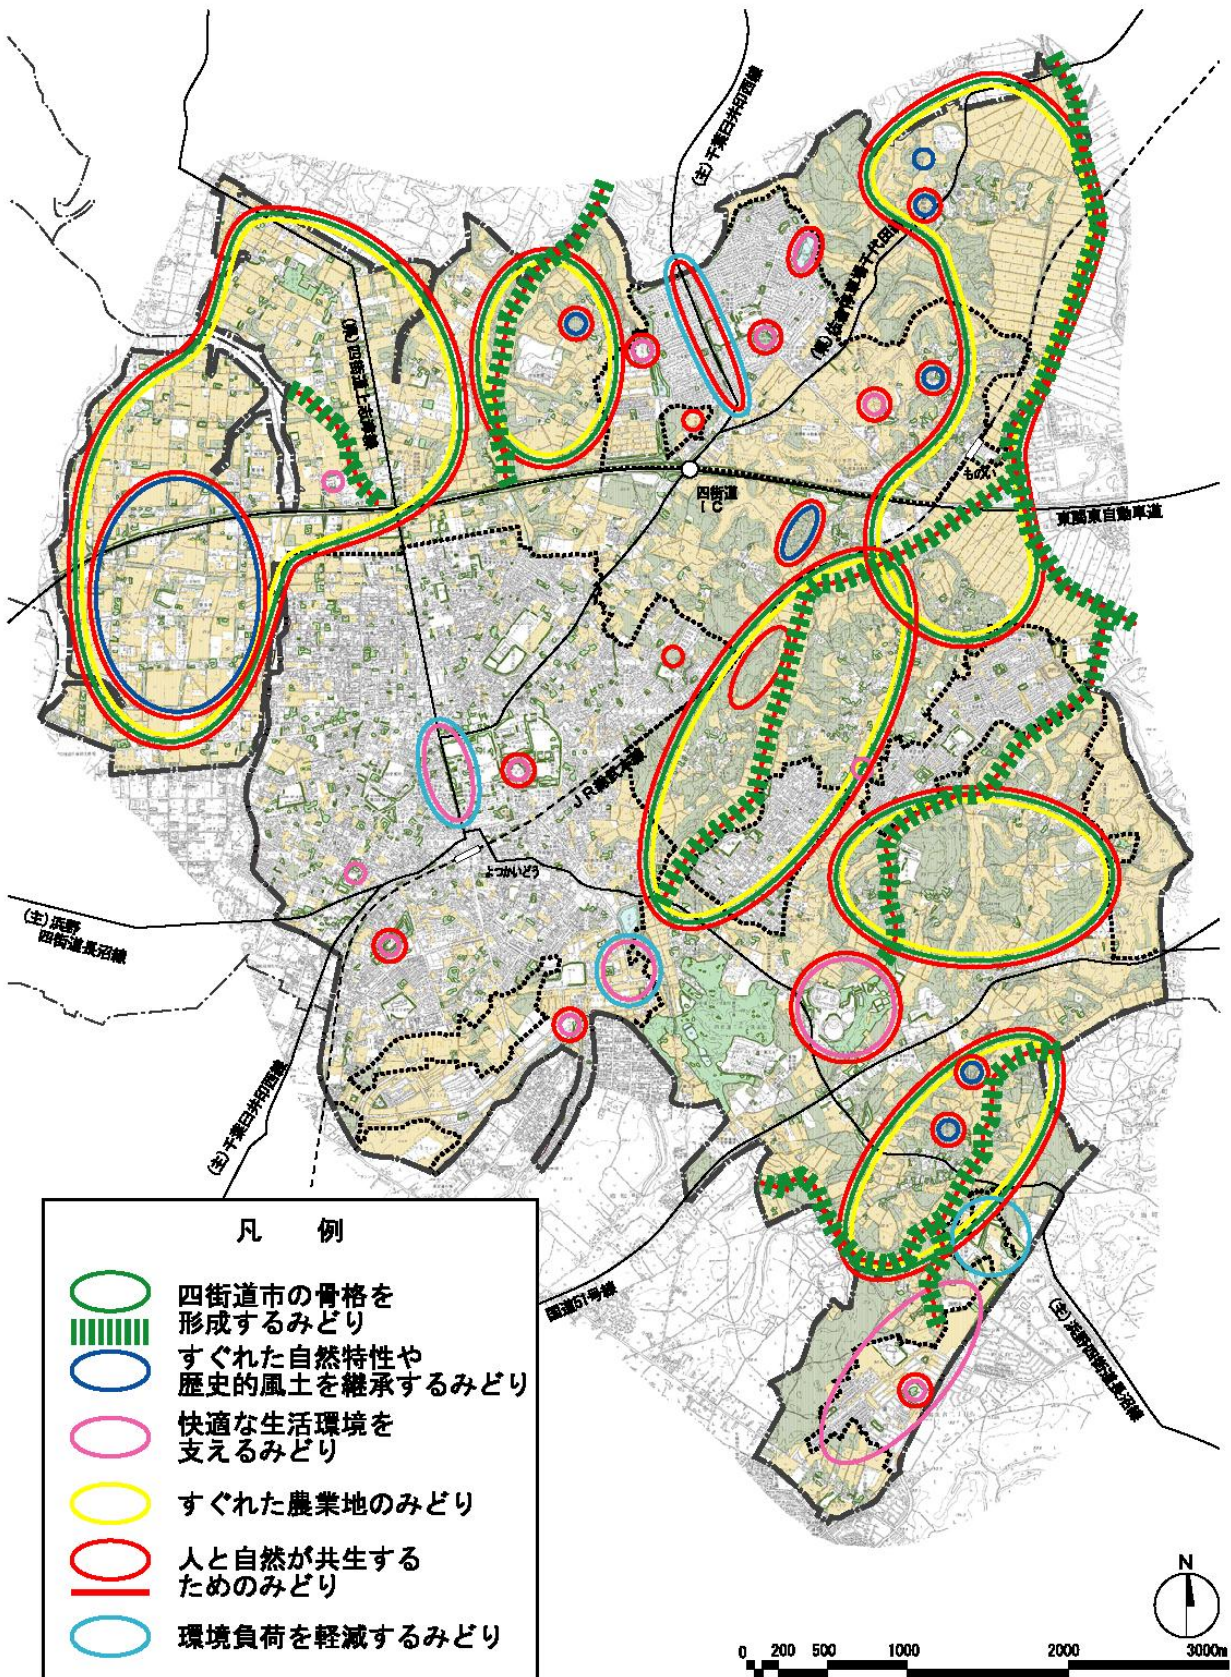 (主)千葉臼井印西線
(県)佐倉停車場千代田線
(県)四街道上志津線
ものい
四街道
IC
東関東自動車道
JR総武本線
よつかいどう
(主)浜野
四街道長沼線
(主)千葉臼井印西線
国道51号線
(主)浜野四街道長沼線
凡 例
四街道市の骨格を
形成するみどり
すぐれた自然特性や
歴史的風土を継承するみどり
快適な生活環境を
支えるみどり
すぐれた農業地のみどり
人と自然が共生する
ためのみどり
環境負荷を軽減するみどり
N
0 200 500 1000 2000 3000m